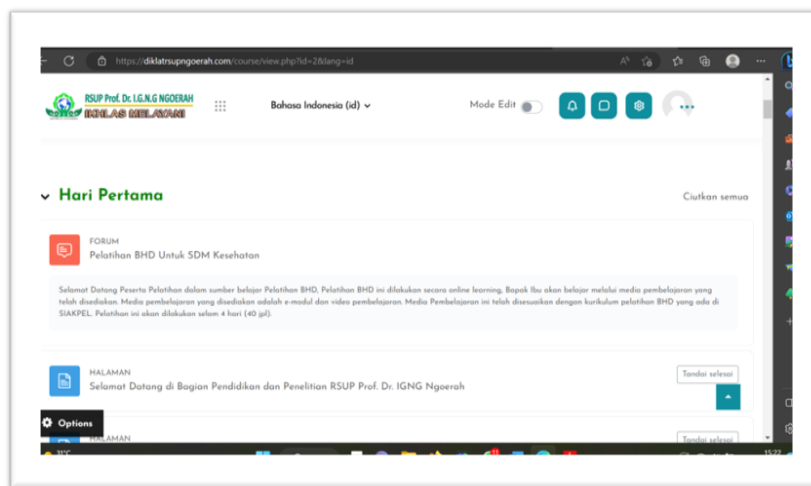 https://diklatrsupngoerah.com/course/view.php?id=2&lang=id
RSUP Prof. Dr. I.G.N.G NGOERAH
IKHLAS MELAYANI
Bahasa Indonesia (id)
Mode Edit
Hari Pertama
Ciutkan semua
FORUM
Pelatihan BHD Untuk SDM Kesehatan
Selamat Datang Peserta Pelatihan dalam sumber belajar Pelatihan BHD, Pelatihan BHD ini dilakukan secara online learning, Bapak Ibu akan belajar melalui media pembelajaran yang
telah disediakan. Media pembelajaran yang disediakan adalah e-modul dan video pembelajaran. Media Pembelajaran ini telah disesuaikan dengan kurikulum pelatihan BHD yang ada di
SIAKPEL. Pelatihan ini akan dilakukan selam 4 hari (40 jpl).
HALAMAN
Selamat Datang di Bagian Pendidikan dan Penelitian RSUP Prof. Dr. IGNG Ngoerah
Tandai selesai
Options
HALAMAN
Tandai selesai
31°C
15:22